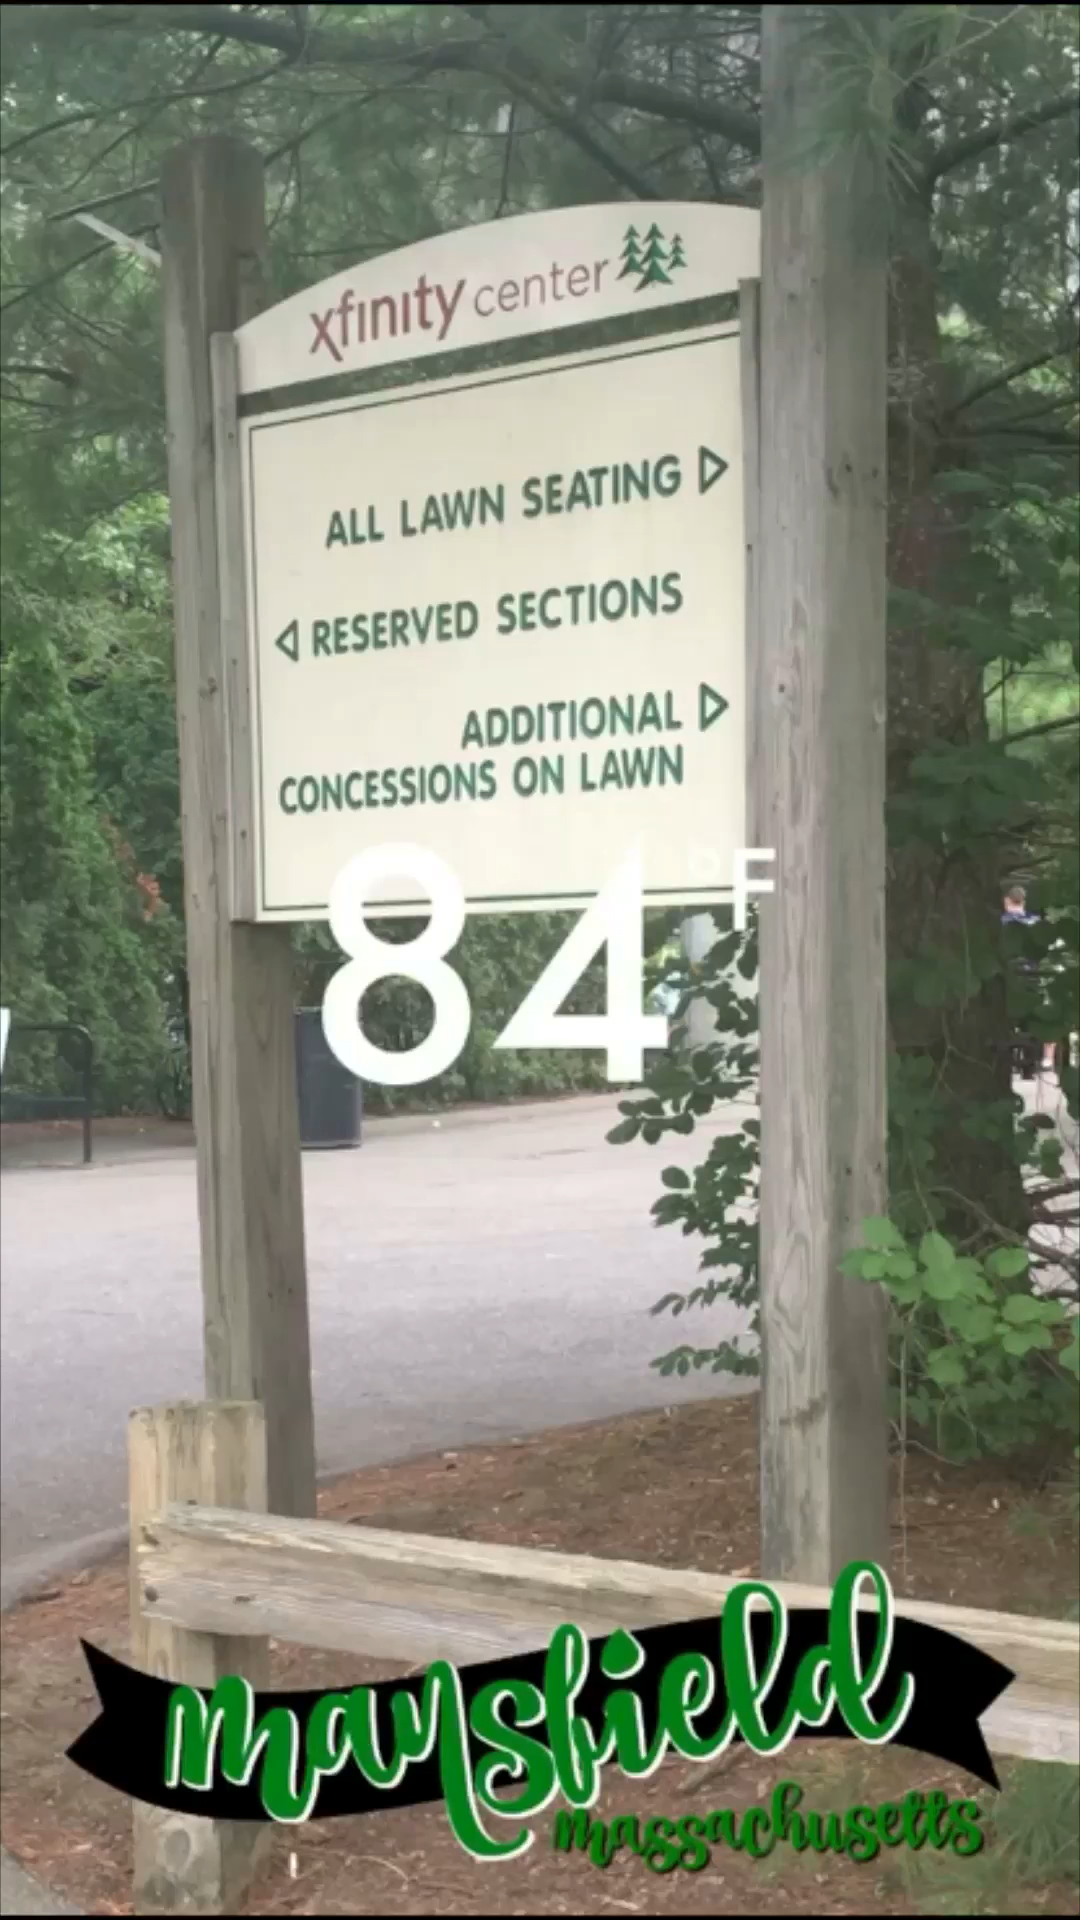 xfinity center
ALL LAWN SEATING
RESERVED SECTIONS
ADDITIONAL
CONCESSIONS ON LAWN
84°F
mansfield
massachusetts